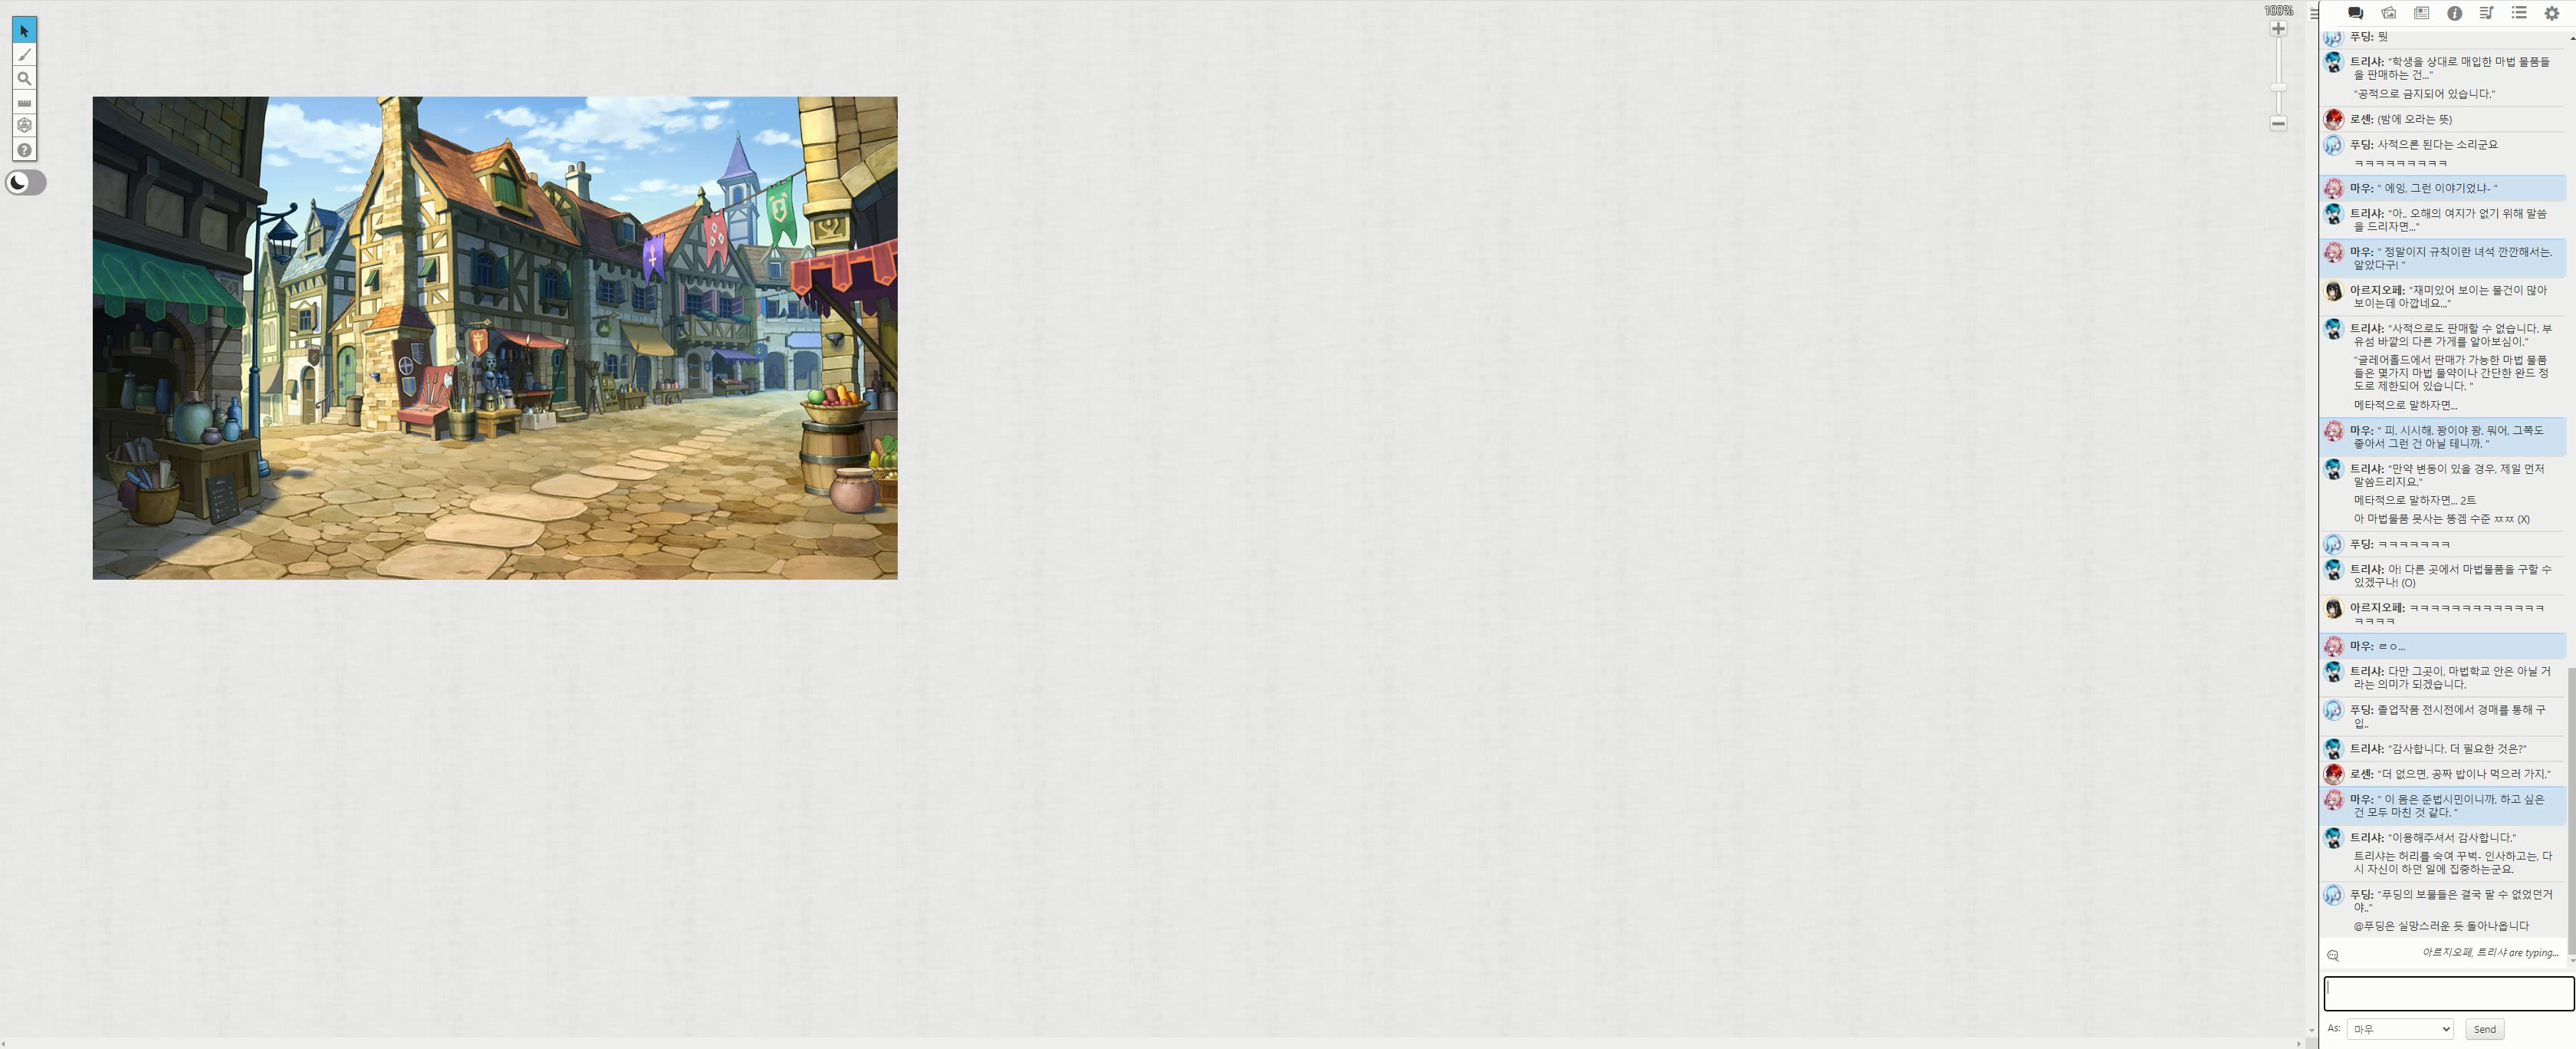 100%
푸딩: 뭣
트리샤: "학생을 상대로 매입한 마법 물품들
을 판매하는 건..."
"공적으로 금지되어 있습니다."
로센: (밤에 오라는 뜻)
푸딩: 사적으론 된다는 소리군요
ㅋㅋㅋㅋㅋㅋㅋㅋㅋ
마우: " 에잉, 그런 이야기였나~ "
트리샤: "아.. 오해의 여지가 없기 위해 말씀
을 드리자면..."
마우: " 정말이지 규칙이란 녀석 깐깐해서는.
알았다구! "
아르지오페: "재미있어 보이는 물건이 많아
보이는데 아깝네요..."
트리샤: "사적으로도 판매할 수 없습니다. 부
유섬 바깥의 다른 가게를 알아보심이."
"글레어홀드에서 판매가 가능한 마법 물품
들은 몇가지 마법 물약이나 간단한 완드 정
도로 제한되어 있습니다. "
메타적으로 말하자면...
마우: " 피, 시시해. 꽝이야 꽝. 뭐어, 그쪽도
좋아서 그런 건 아닐 테니까. "
트리샤: "만약 변동이 있을 경우, 제일 먼저
말씀드리지요."
메타적으로 말하자면... 2트
아 마법물품 못사는 똥겜 수준 ㅉㅉ (X)
푸딩: ㅋㅋㅋㅋㅋㅋㅋ
트리샤: 아! 다른 곳에서 마법물품을 구할 수
있겠구나! (O)
아르지오페: ㅋㅋㅋㅋㅋㅋㅋㅋㅋㅋㅋㅋㅋ
ㅋㅋㅋㅋ
마우: ㄹㅇ...
트리샤: 다만 그곳이, 마법학교 안은 아닐 거
라는 의미가 되겠습니다.
푸딩: 졸업작품 전시전에서 경매를 통해 구
입..
트리샤: "감사합니다. 더 필요한 것은?"
로센: "더 없으면, 공짜 밥이나 먹으러 가지."
마우: " 이 몸은 준법시민이니까, 하고 싶은
건 모두 마친 것 같다. "
트리샤: "이용해주셔서 감사합니다."
트리샤는 허리를 숙여 꾸벅- 인사하고는, 다
시 자신이 하던 일에 집중하는군요.
푸딩: "푸딩의 보물들은 결국 팔 수 없었던거
야.."
@푸딩은 실망스러운 듯 돌아나옵니다
아르지오페, 트리샤 are typing...
As: 마우 Send